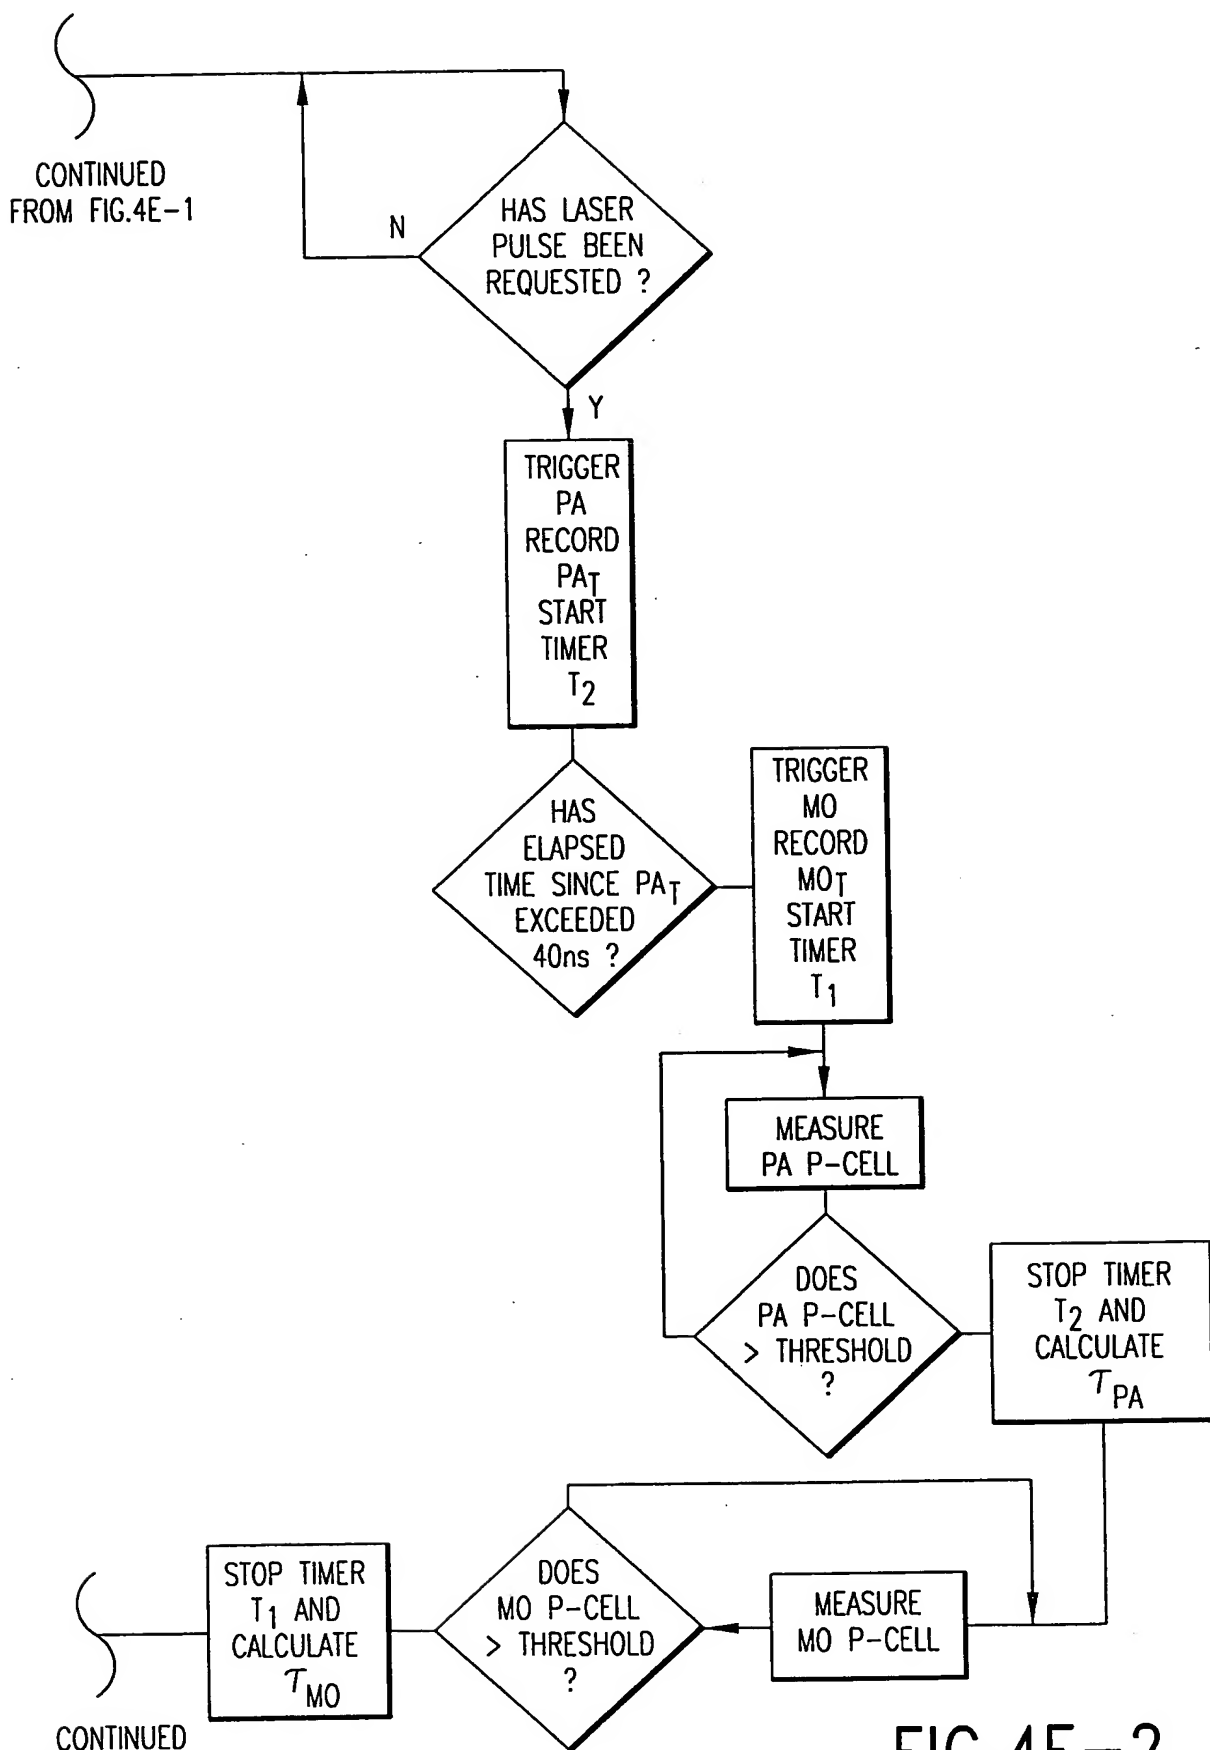 CONTINUED
FROM FIG.4E-1
HAS LASER
PULSE BEEN
REQUESTED ?
N
Y
TRIGGER
PA
RECORD
PAT
START
TIMER
T2
HAS
ELAPSED
TIME SINCE PAT
EXCEEDED
40ns ?
TRIGGER
MO
RECORD
MOT
START
TIMER
T1
MEASURE
PA P-CELL
DOES
PA P-CELL
> THRESHOLD
?
STOP TIMER
T2 AND
CALCULATE
τPA
MEASURE
MO P-CELL
DOES
MO P-CELL
> THRESHOLD
?
STOP TIMER
T1 AND
CALCULATE
τMO
CONTINUED
FIG.4E-2